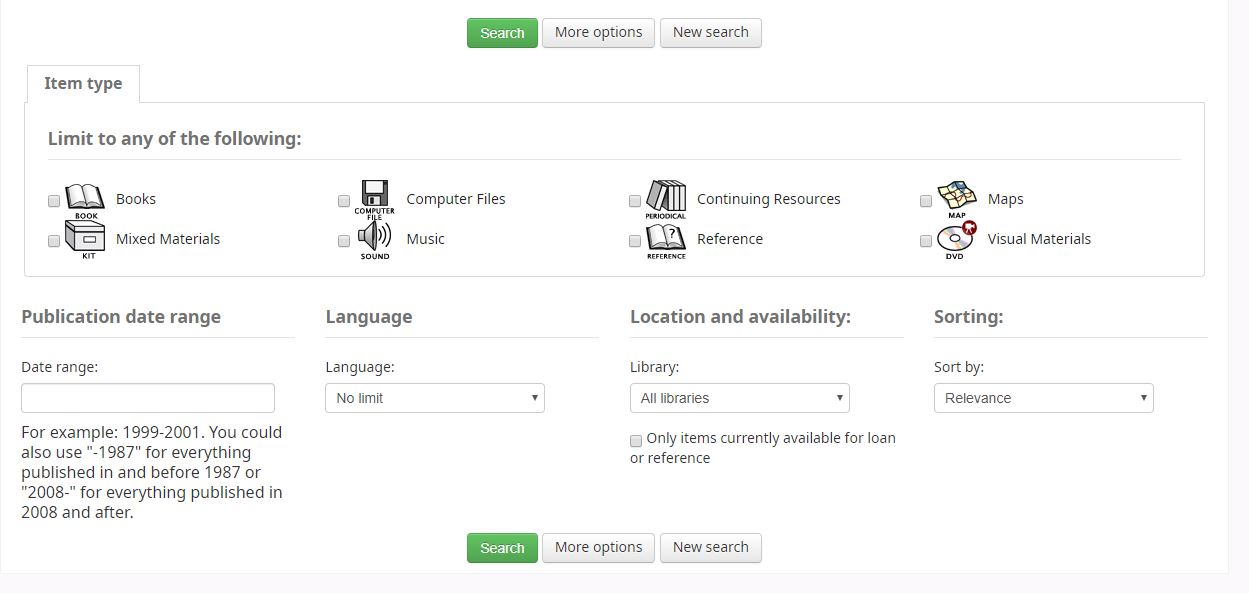 Search More options New search
Item type
Limit to any of the following:
BOOK Books
COMPUTER FILE Computer Files
PERIODICAL Continuing Resources
MAP Maps
KIT Mixed Materials
SOUND Music
? REFERENCE Reference
DVD Visual Materials
Publication date range
Date range:
For example: 1999-2001. You could
also use "-1987" for everything
published in and before 1987 or
"2008-" for everything published in
2008 and after.
Language
Language:
No limit
Location and availability:
Library:
All libraries
Only items currently available for loan
or reference
Sorting:
Sort by:
Relevance
Search More options New search